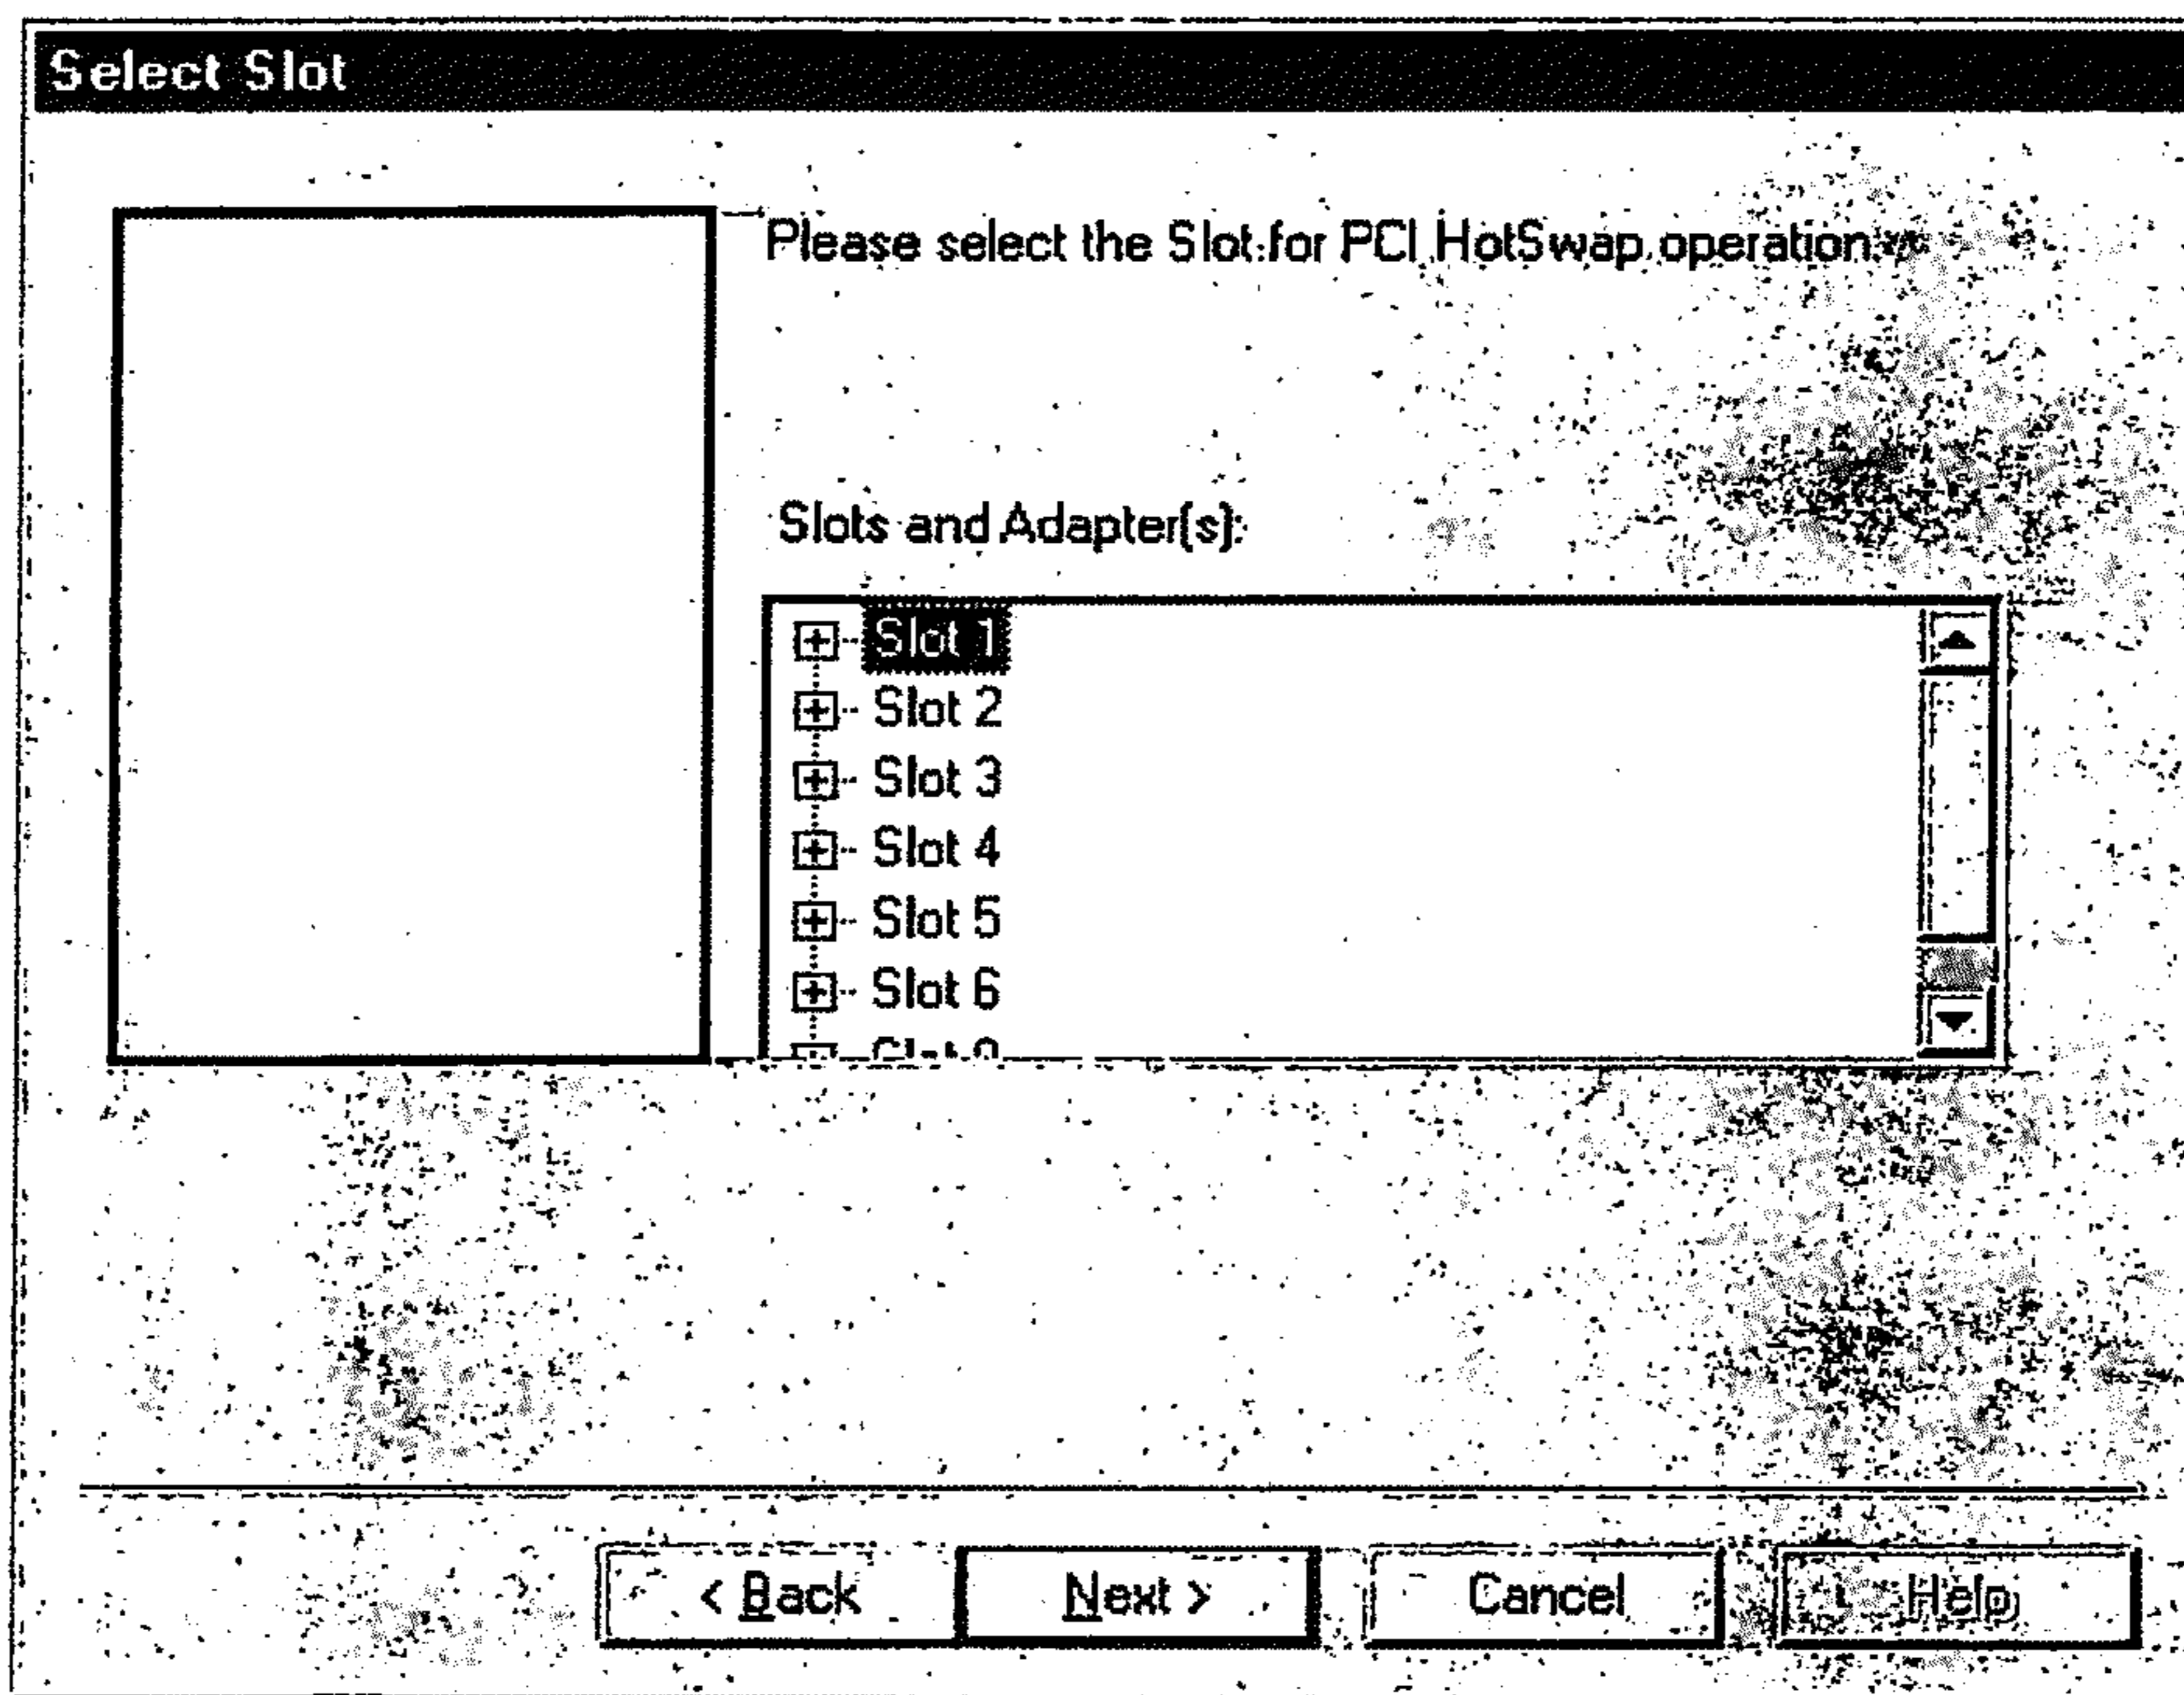 Select Slot
Please select the Slot for PCI HotSwap operation.
Slots and Adapter(s):
Slot 1
Slot 2
Slot 3
Slot 4
Slot 5
Slot 6
< Back
Next >
Cancel
Help